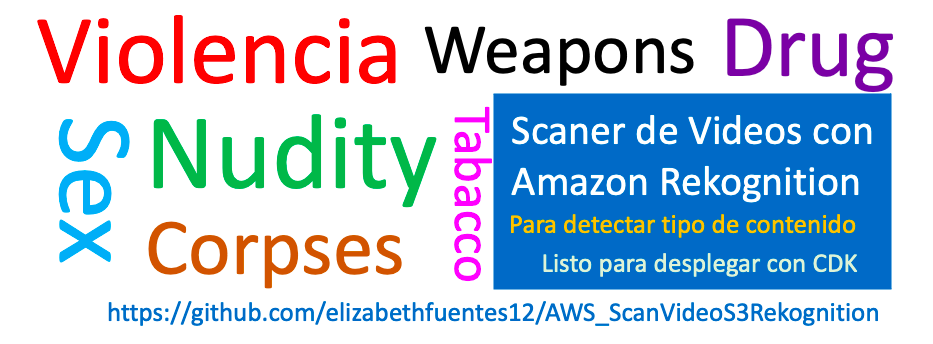 Violencia
Weapons
Drug
Sex
Nudity
Tabacco
Corpses
Scaner de Videos con
Amazon Rekognition
Para detectar tipo de contenido
Listo para desplegar con CDK
https://github.com/elizabethfuentes12/AWS_ScanVideoS3Rekognition